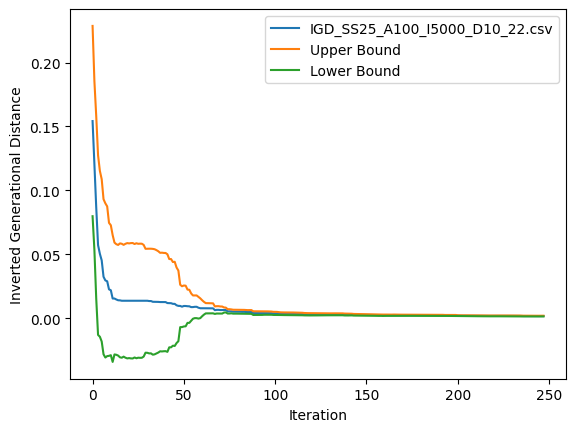 IGD_SS25_A100_I5000_D10_22.csv
Upper Bound
Lower Bound
Inverted Generational Distance
0.20
0.15
0.10
0.05
0.00
0 50 100 150 200 250
Iteration